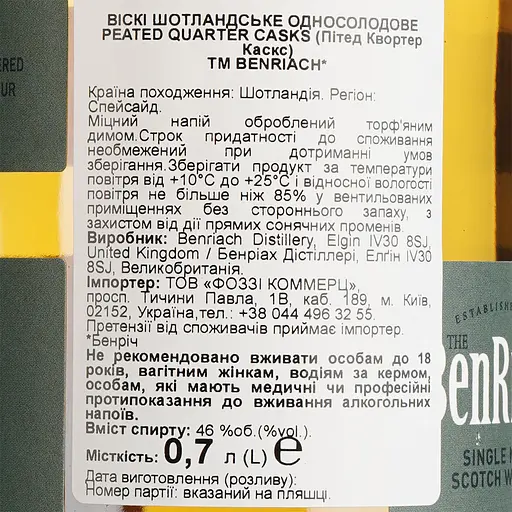 ВІСКІ ШОТЛАНДСЬКЕ ОДНОСОЛОДОВЕ
PEATED QUARTER CASKS (Пітед Квортер
Каскс)
ТМ BENRIACH*
Країна походження: Шотландія. Регіон:
Спейсайд.
Міцний напій оброблений торф'яним
димом.Строк придатності до споживання
необмежений при дотриманні умов
зберігання.Зберігати продукт за температури
повітря від +10°С до +25°С і відносної вологості
повітря не більше ніж 85% у вентильованих
приміщеннях без стороннього запаху, з
захистом від дії прямих сонячних променів.
Виробник: Benriach Distillery, Elgin IV30 8SJ,
United Kingdom / Бенріах Дістіллері, Елґін IV30
8SJ, Великобританія.
Імпортер: ТОВ «ФОЗЗІ КОММЕРЦ»,
просп. Тичини Павла, 1В, каб. 189, м. Київ,
02152, Україна,тел.: +38 044 496 32 55.
Претензії від споживачів приймає імпортер.
*Бенріч
Не рекомендовано вживати особам до 18
років, вагітним жінкам, водіям за кермом,
особам, які мають медичні чи професійні
протипоказання до вживання алкогольних
напоїв.
Вміст спирту: 46 %об.(%vol.).
Місткість: 0,7 л (L) e
Дата виготовлення (розливу):
Номер партії: вказаний на пляшці.
THE
SINGLE
SCOTCH